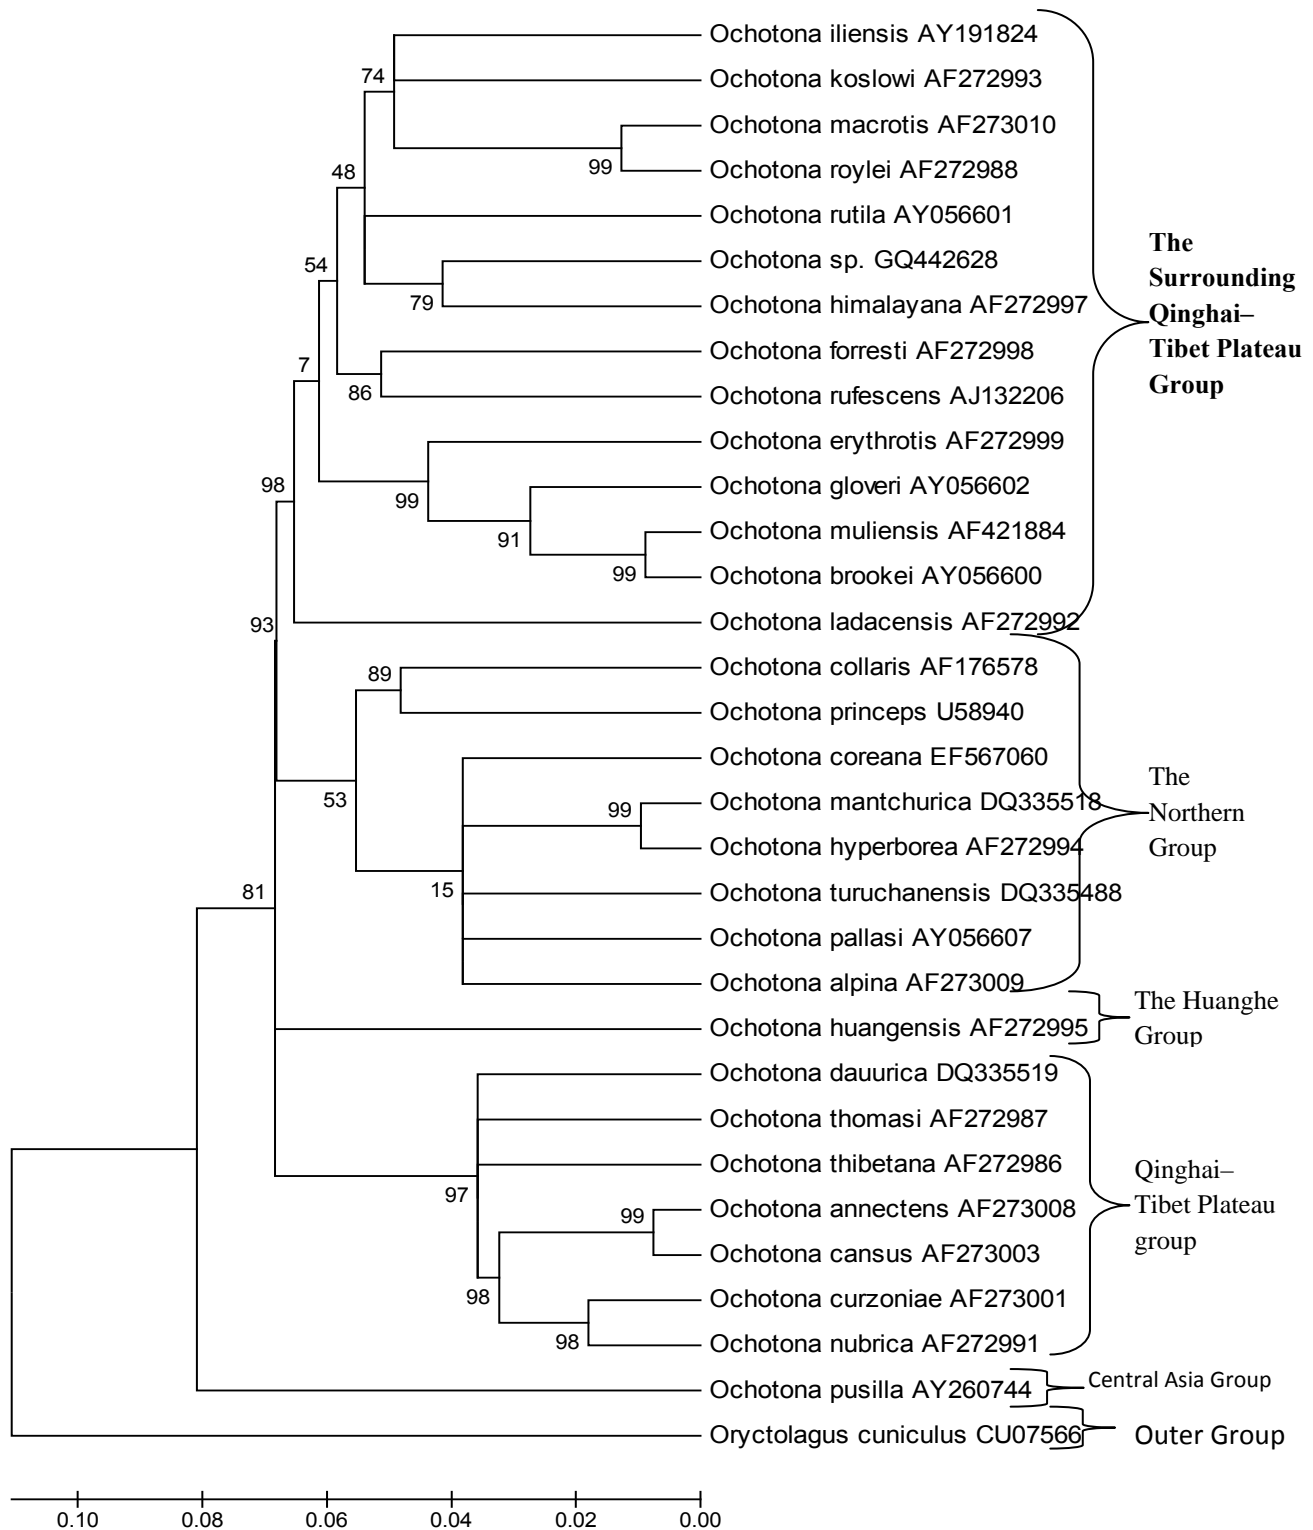 Ochotona iliensis AY191824
Ochotona koslowi AF272993
Ochotona macrotis AF273010
Ochotona roylei AF272988
Ochotona rutila AY056601
Ochotona sp. GQ442628
Ochotona himalayana AF272997
Ochotona forresti AF272998
Ochotona rufescens AJ132206
Ochotona erythrotis AF272999
Ochotona gloveri AY056602
Ochotona muliensis AF421884
Ochotona brookei AY056600
Ochotona ladacensis AF272992
Ochotona collaris AF176578
Ochotona princeps U58940
Ochotona coreana EF567060
Ochotona mantchurica DQ335518
Ochotona hyperborea AF272994
Ochotona turuchanensis DQ335488
Ochotona pallasi AY056607
Ochotona alpina AF273009
Ochotona huangensis AF272995
Ochotona dauurica DQ335519
Ochotona thomasi AF272987
Ochotona thibetana AF272986
Ochotona annectens AF273008
Ochotona cansus AF273003
Ochotona curzoniae AF273001
Ochotona nubrica AF272991
Ochotona pusilla AY260744
Oryctolagus cuniculus CU07566
74
99
48
79
54
86
7
99
91
99
98
93
89
53
99
15
81
97
99
98
98
The
Surrounding
Qinghai–
Tibet Plateau
Group
The
Northern
Group
The Huanghe
Group
Qinghai–
Tibet Plateau
group
Central Asia Group
Outer Group
0.10 0.08 0.06 0.04 0.02 0.00